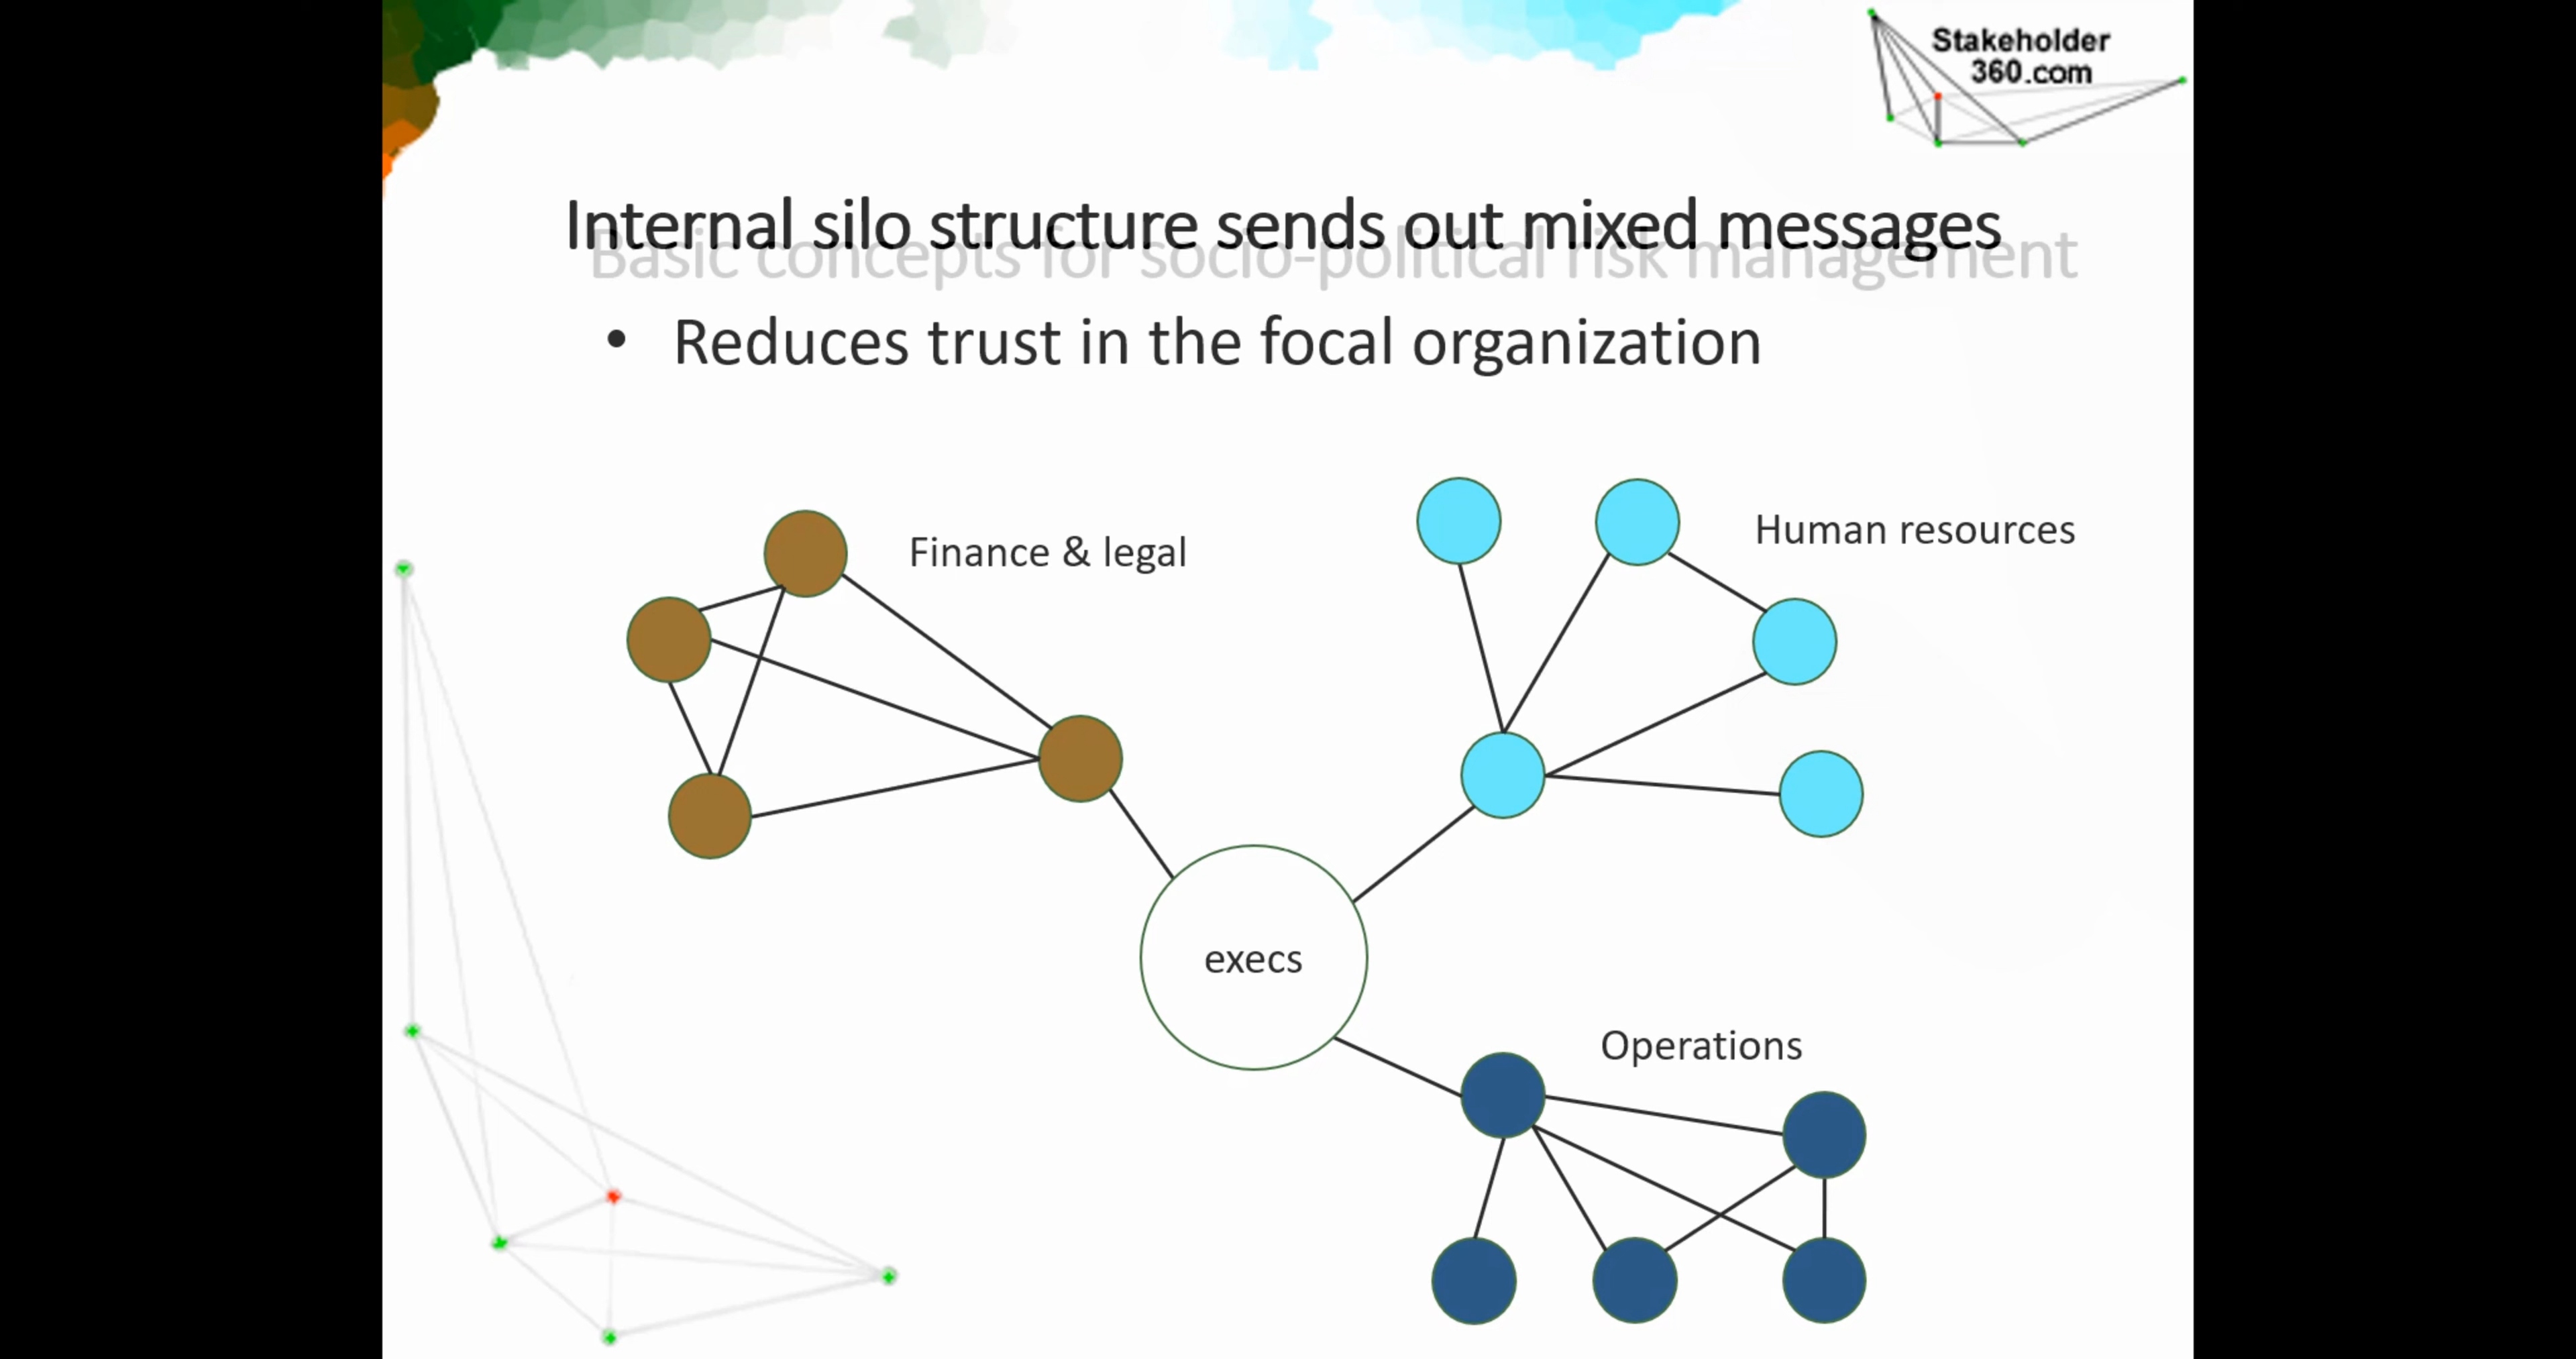 Stakeholder
360.com
Internal silo structure sends out mixed messages
Basic concepts for socio-political risk management
• Reduces trust in the focal organization
Finance & legal
Human resources
execs
Operations